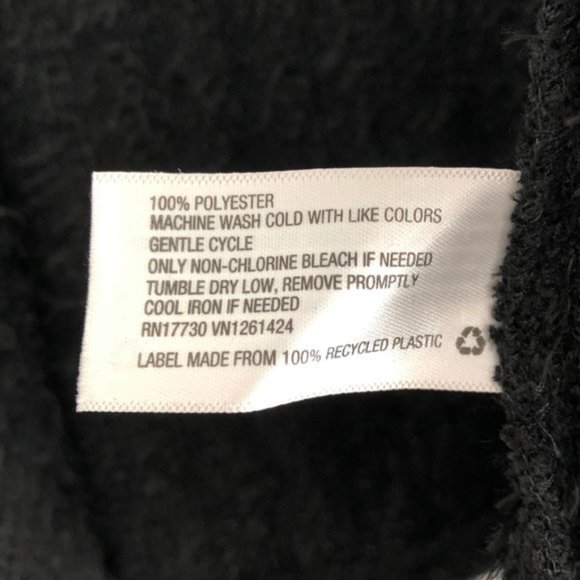 100% POLYESTER
MACHINE WASH COLD WITH LIKE COLORS
GENTLE CYCLE
ONLY NON-CHLORINE BLEACH IF NEEDED
TUMBLE DRY LOW, REMOVE PROMPTLY
COOL IRON IF NEEDED
RN17730 VN1261424
LABEL MADE FROM 100% RECYCLED PLASTIC